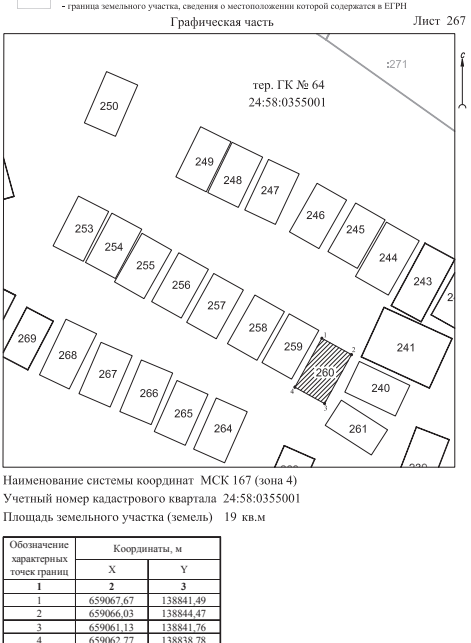 - граница земельного участка, сведения о местоположении которой содержатся в ЕГРН
Графическая часть Лист 267
:271
с
тер. ГК № 64
24:58:0355001
250
249
248
247
246
245
244
243
253
254
255
256
257
258
259
1
2
260
4
3
241
240
261
269
268
267
266
265
264
Наименование системы координат МСК 167 (зона 4)
Учетный номер кадастрового квартала 24:58:0355001
Площадь земельного участка (земель) 19 кв.м
Обозначение характерных точек границ Координаты, м
X Y
1 2 3
1 659067,67 138841,49
2 659066,03 138844,47
3 659061,13 138841,76
4 659062,77 138838,78